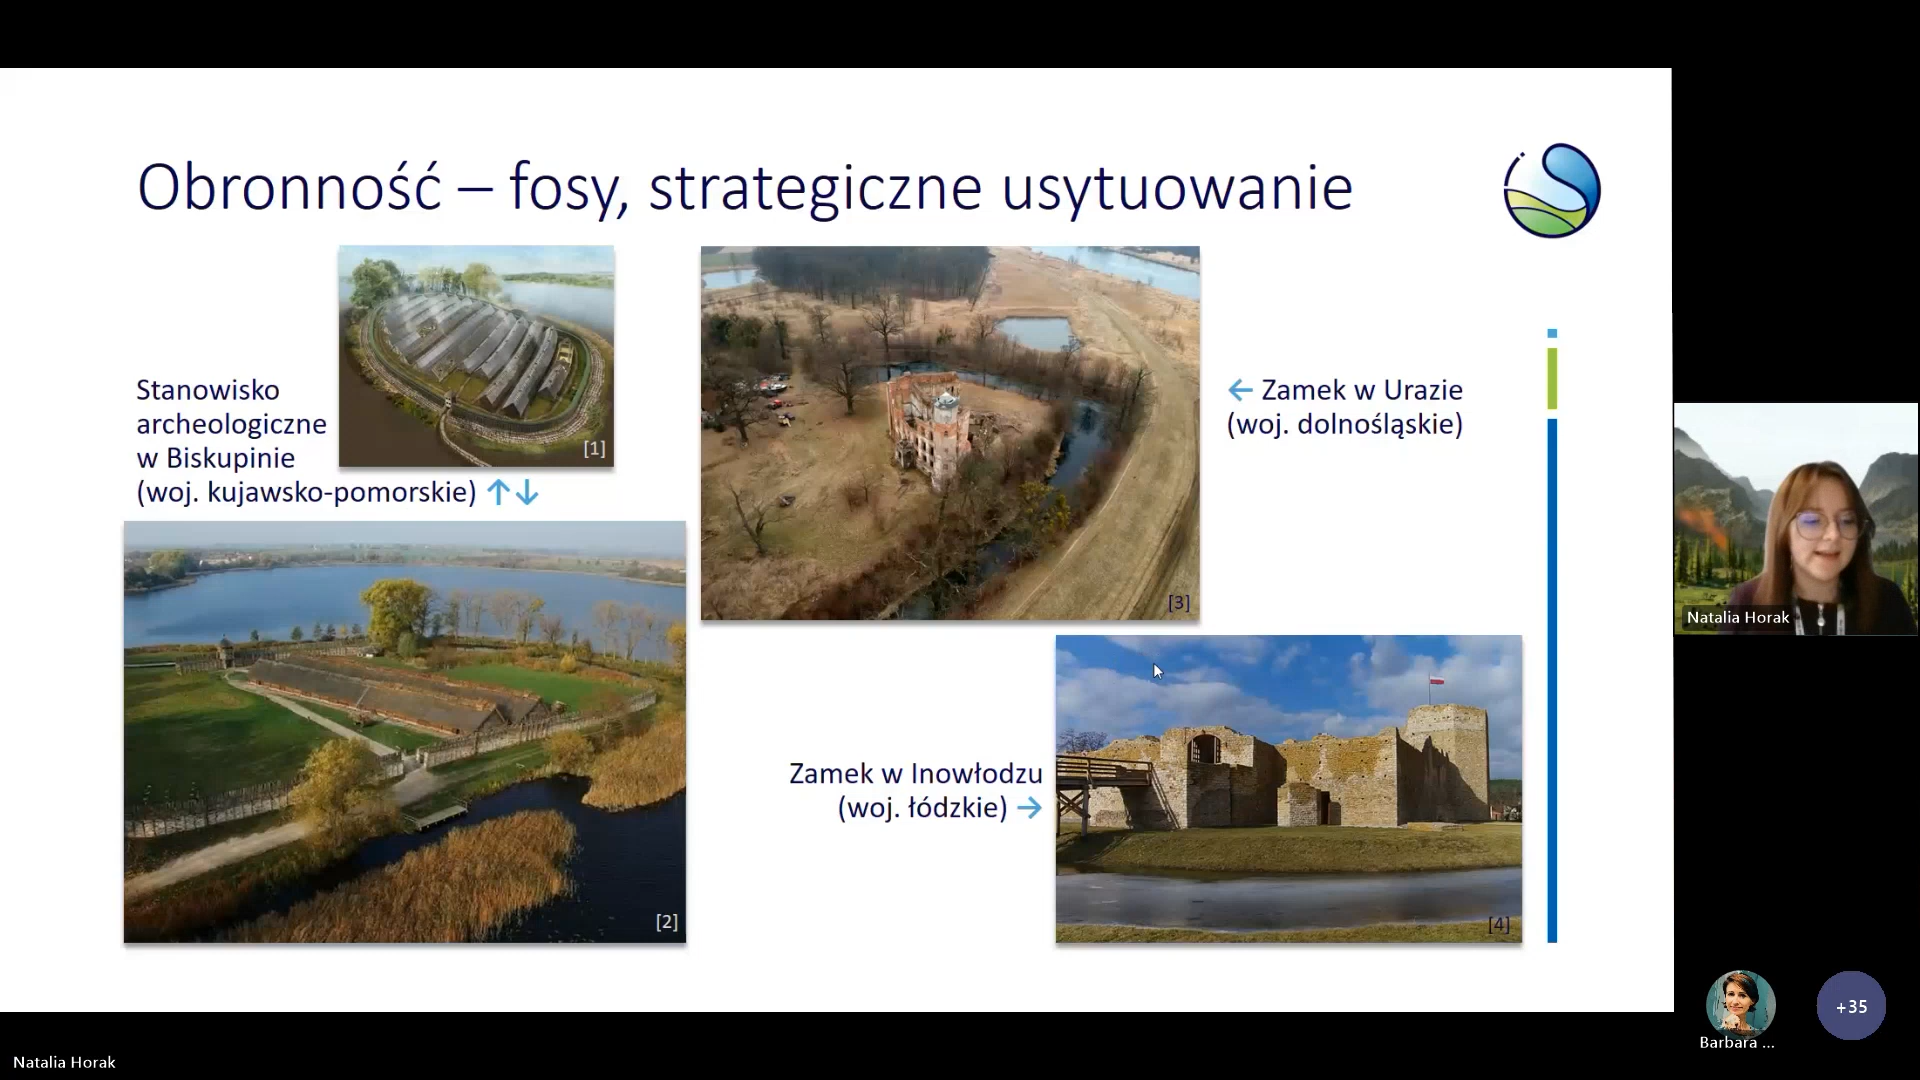 Obronność – fosy, strategiczne usytuowanie
[1]
Stanowisko
archeologiczne
w Biskupinie
(woj. kujawsko-pomorskie) ↑↓
[2]
[3]
← Zamek w Urazie
(woj. dolnośląskie)
Zamek w Inowłodzu
(woj. łódzkie) →
[4]
Natalia Horak
+35
Barbara ...
Natalia Horak